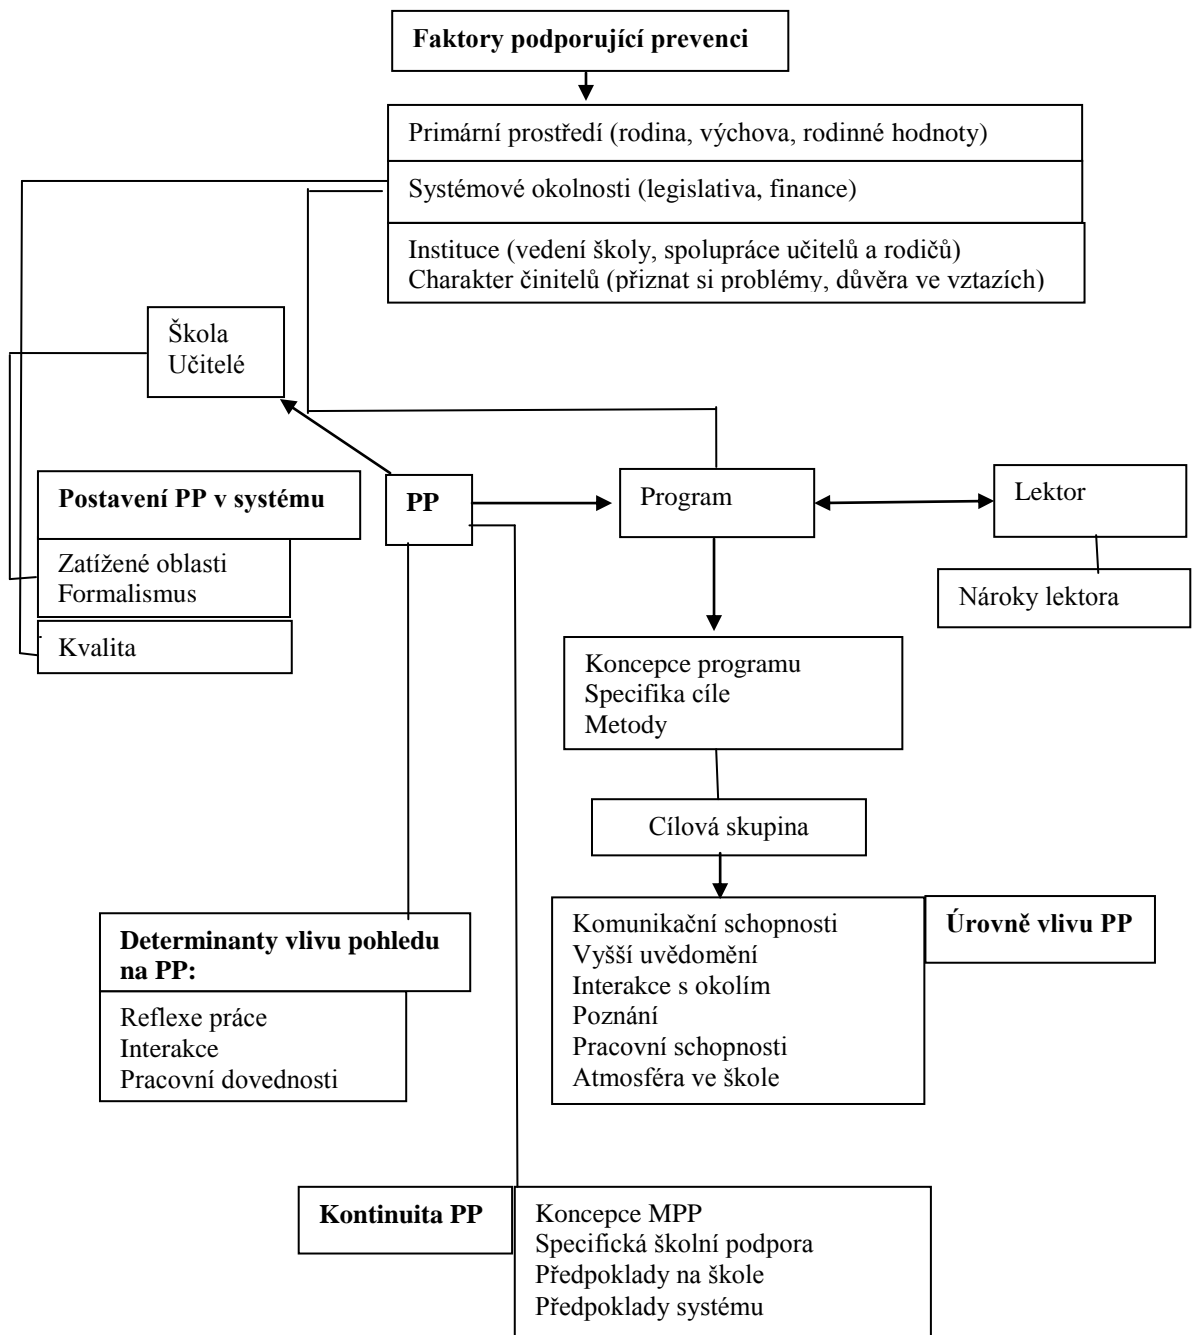 Faktory podporující prevenci
Primární prostředí (rodina, výchova, rodinné hodnoty)
Systémové okolnosti (legislativa, finance)
Instituce (vedení školy, spolupráce učitelů a rodičů)
Charakter činitelů (přiznat si problémy, důvěra ve vztazích)
Škola
Učitelé
Postavení PP v systému
Zatížené oblasti
Formalismus
Kvalita
PP
Program
Lektor
Nároky lektora
Koncepce programu
Specifika cíle
Metody
Cílová skupina
Komunikační schopnosti
Vyšší uvědomění
Interakce s okolím
Poznání
Pracovní schopnosti
Atmosféra ve škole
Úrovně vlivu PP
Determinanty vlivu pohledu
na PP:
Reflexe práce
Interakce
Pracovní dovednosti
Kontinuita PP
Koncepce MPP
Specifická školní podpora
Předpoklady na škole
Předpoklady systému